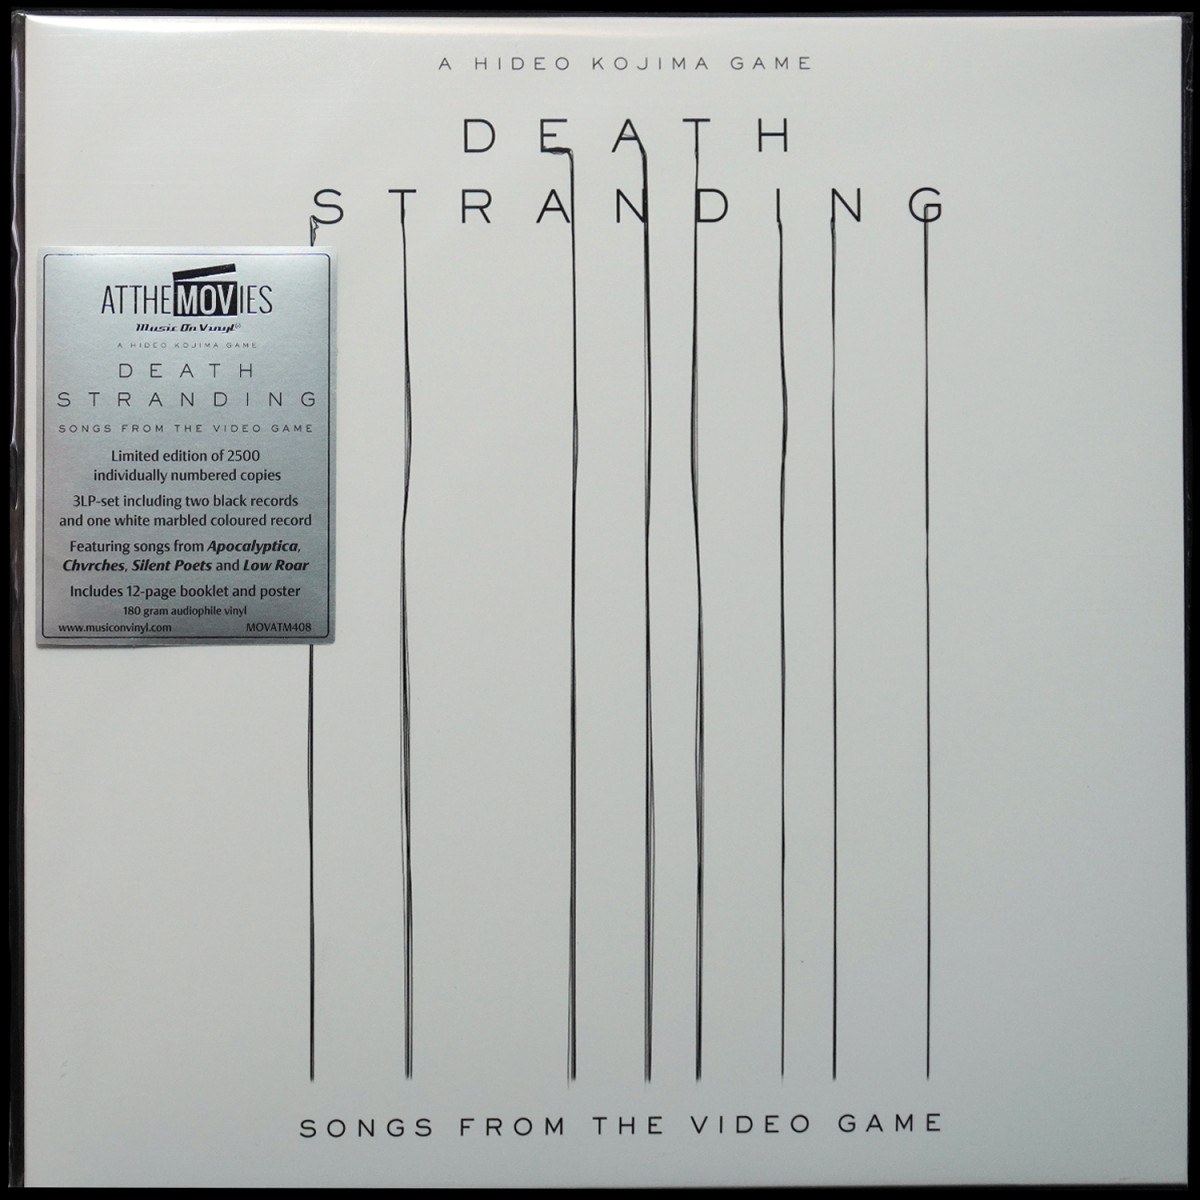 A HIDEO KOJIMA GAME
DEATH
STRANDING
ATTHEMOVIES
Music On Vinyl®
A HIDEO KOJIMA GAME
DEATH
STRANDING
SONGS FROM THE VIDEO GAME
Limited edition of 2500
individually numbered copies
3LP-set including two black records
and one white marbled coloured record
Featuring songs from Apocalyptica,
Chvrches, Silent Poets and Low Roar
Includes 12-page booklet and poster
180 gram audiophile vinyl
www.musiconvinyl.com MOVATM408
SONGS FROM THE VIDEO GAME